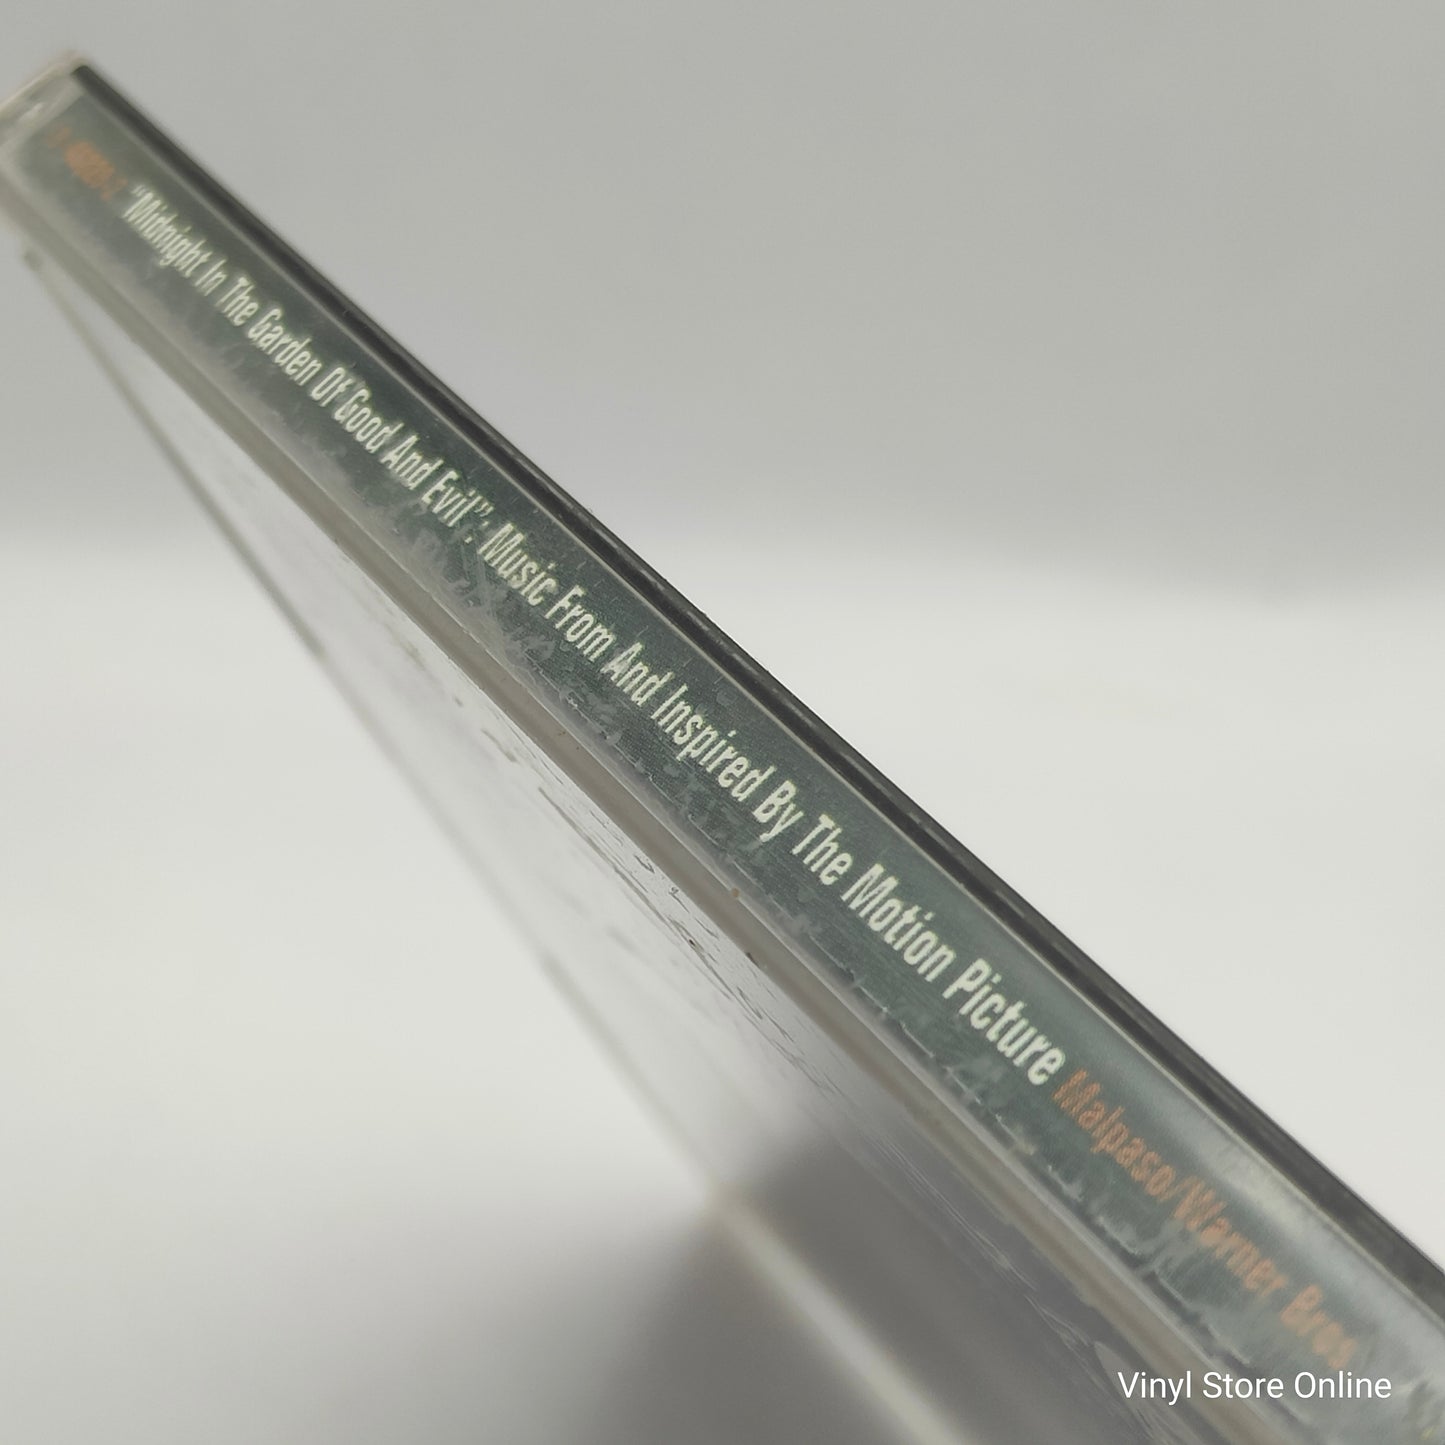 "Midnight In The Garden Of Good And Evil": Music From And Inspired By The Motion Picture Malpaso/Warner Bros.
Vinyl Store Online